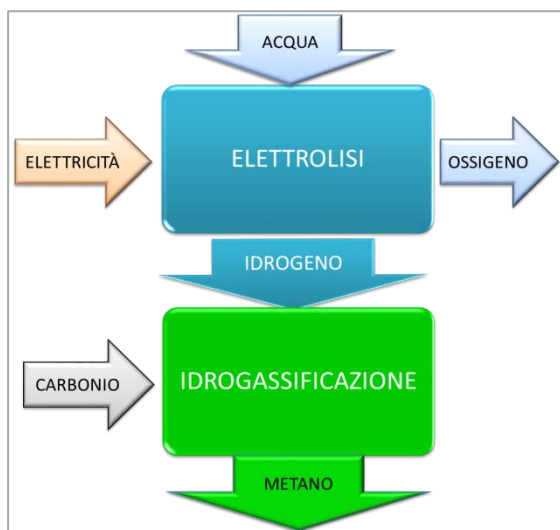 ACQUA
ELETTRICITÀ
ELETTROLISI
OSSIGENO
IDROGENO
CARBONIO
IDROGASSIFICAZIONE
METANO